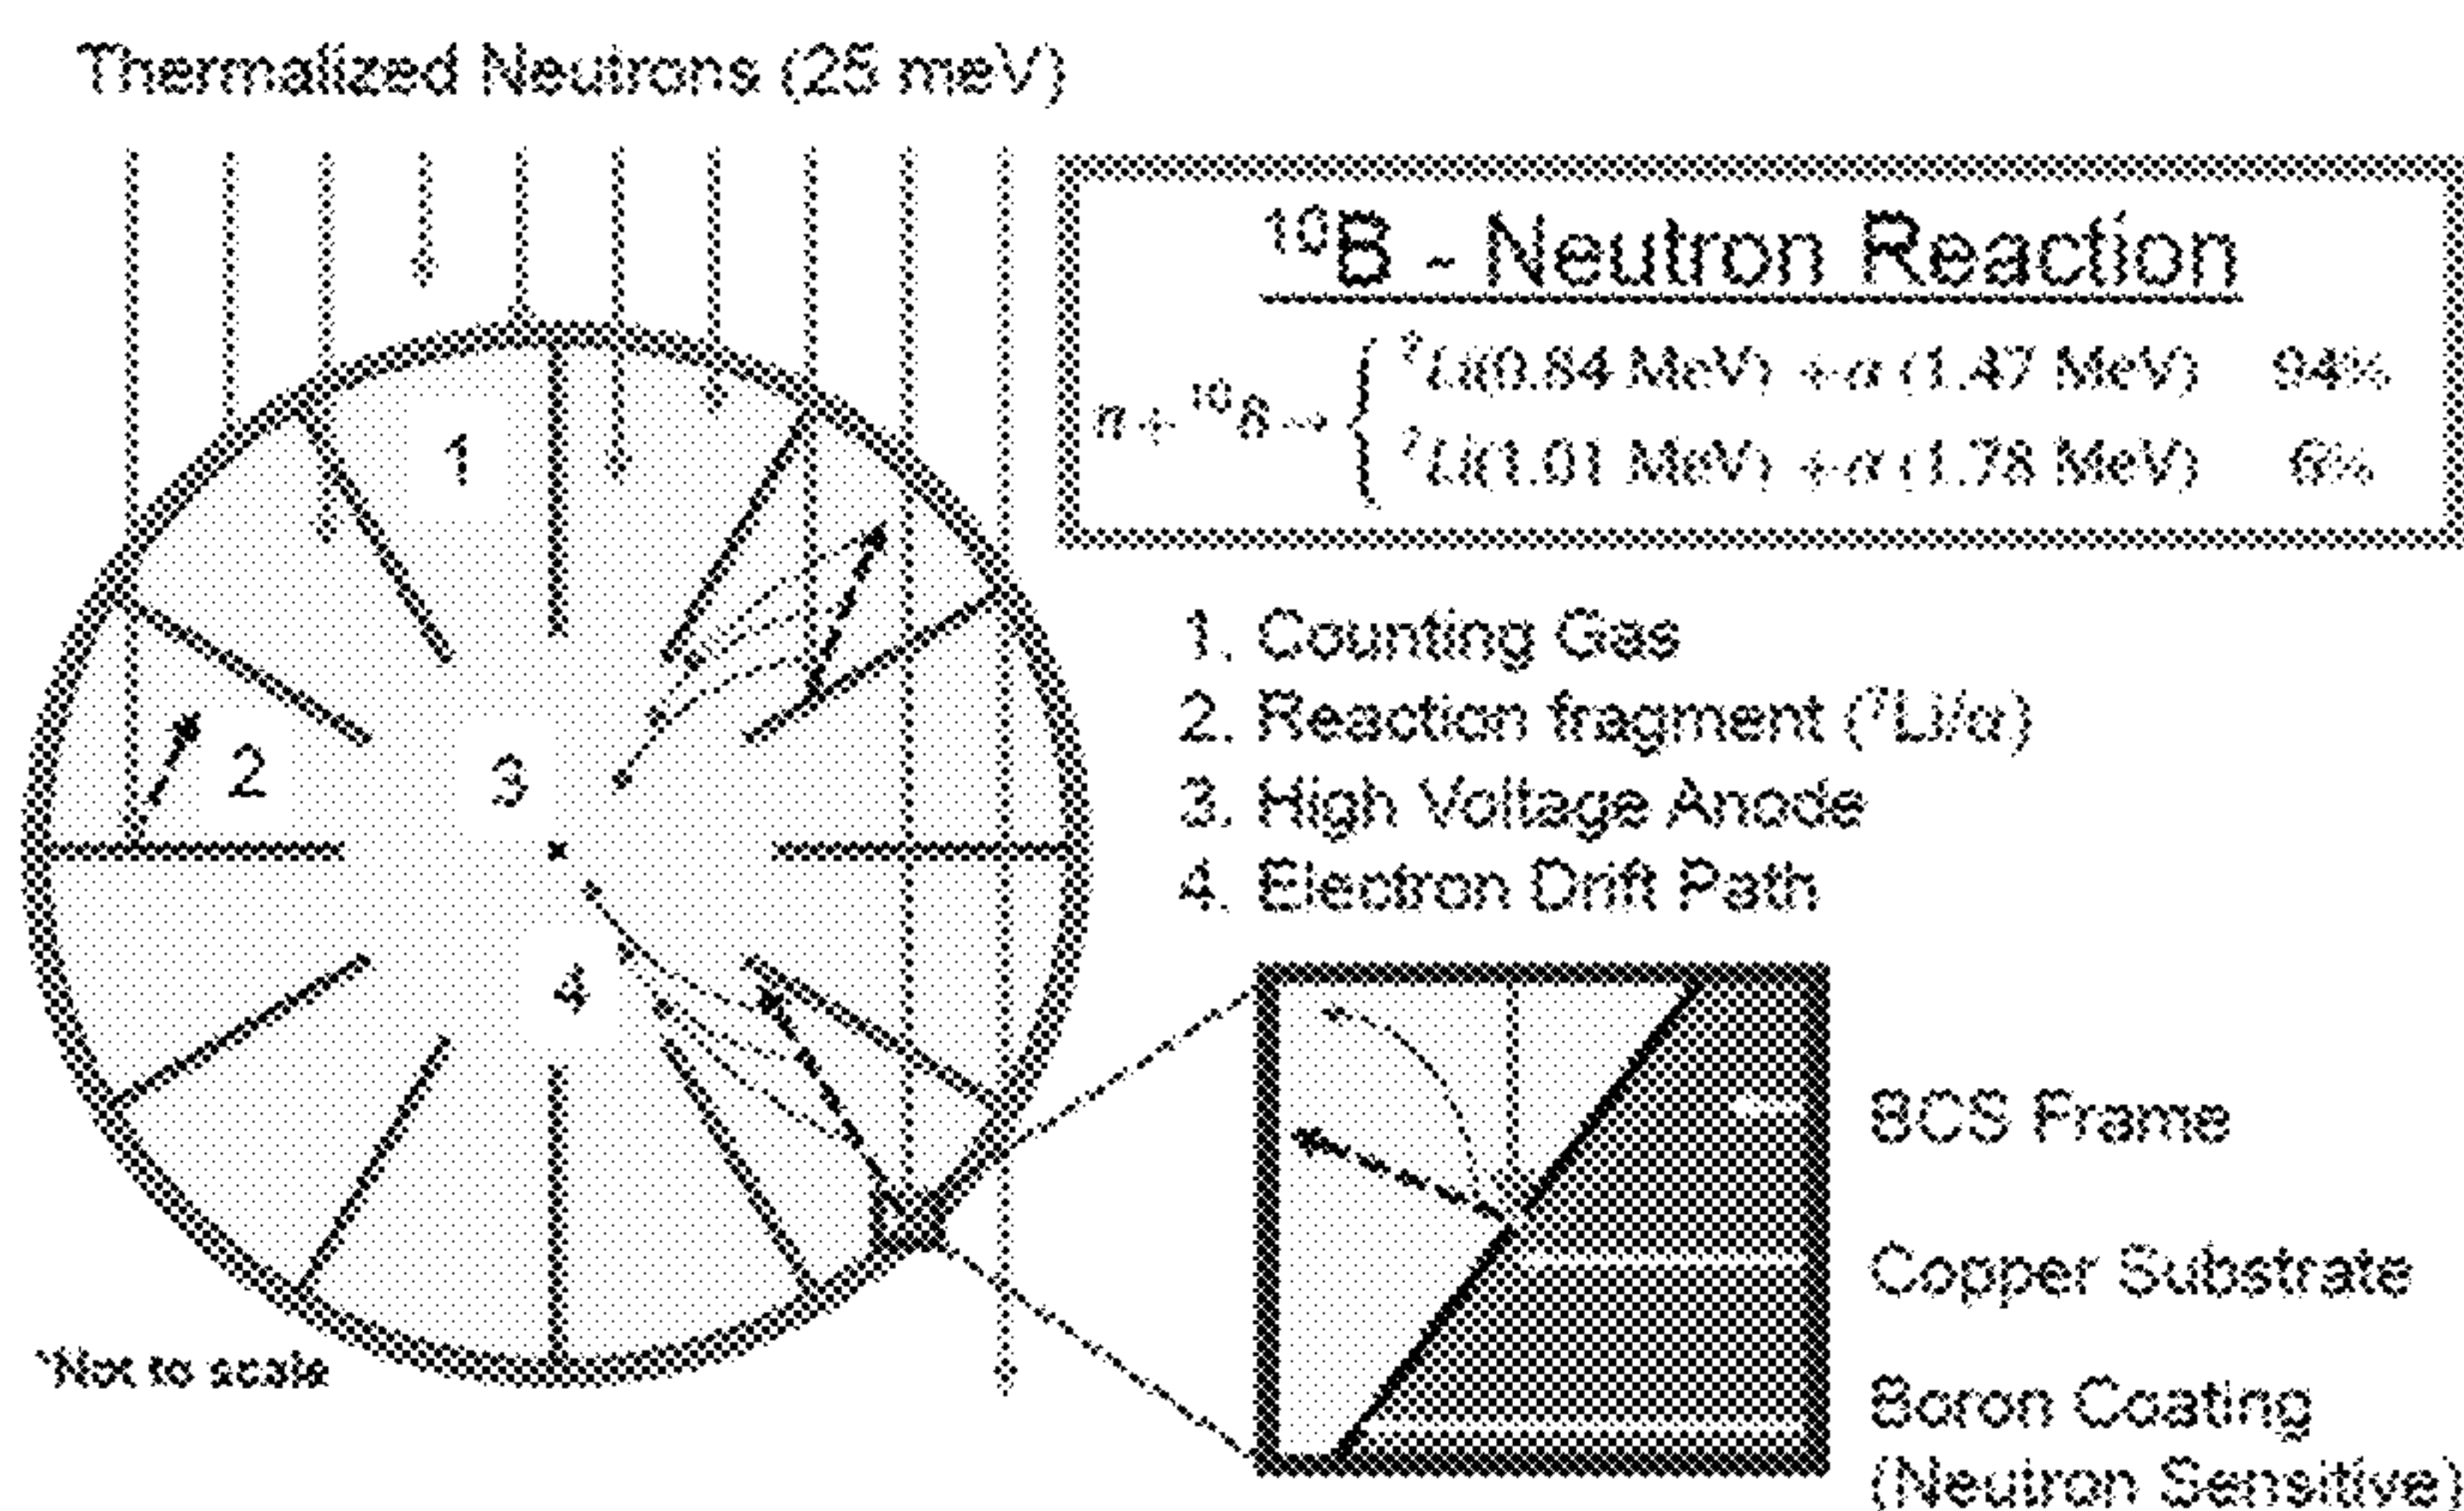 Thermalized Neutrons (25 meV)
¹⁰B - Neutron Reaction
n + ¹⁰B → { ⁷Li(0.84 MeV) + α (1.47 MeV) 94%
⁷Li(1.01 MeV) + α (1.78 MeV) 6%
1
2
3
4
1. Counting Gas
2. Reaction fragment (⁷Li/α)
3. High Voltage Anode
4. Electron Drift Path
BCS Frame
Copper Substrate
Boron Coating
(Neutron Sensitive)
*Not to scale